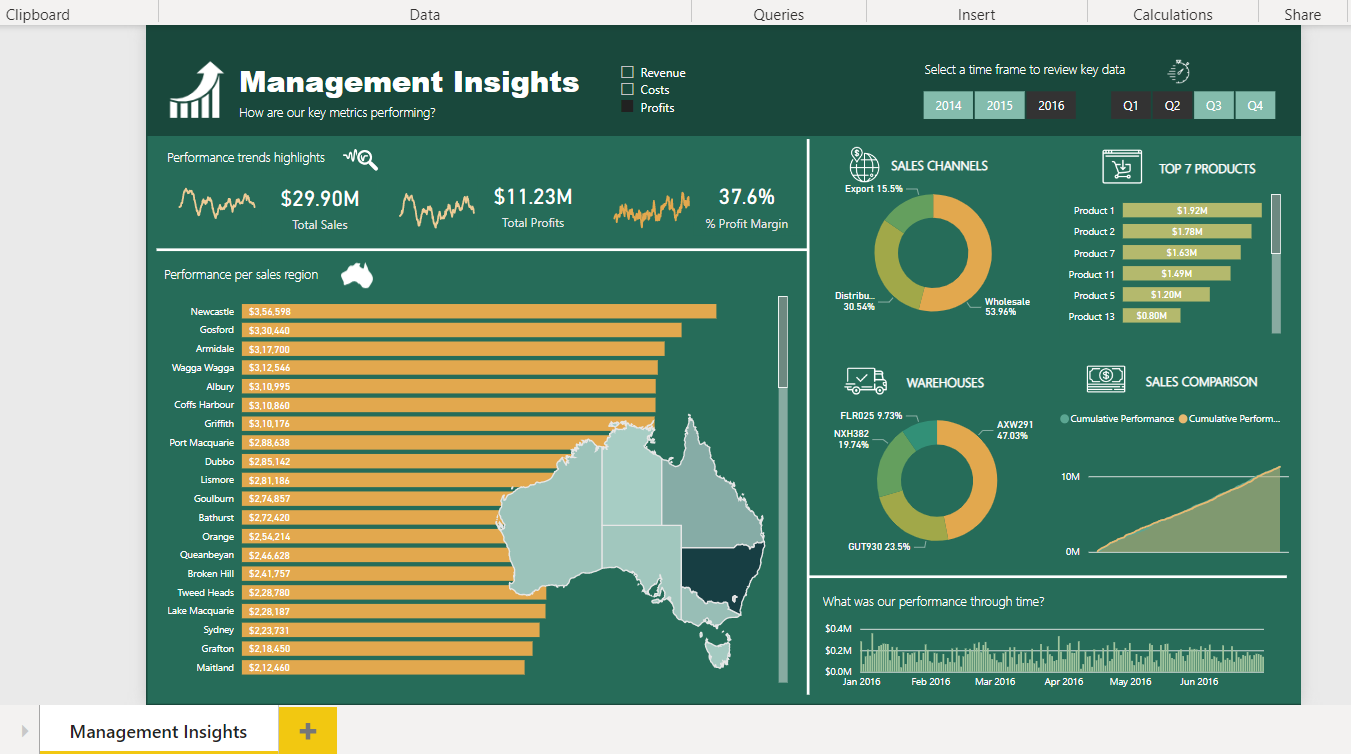 Clipboard
Data
Queries
Insert
Calculations
Share
Management Insights
How are our key metrics performing?
Revenue
Costs
Profits
Select a time frame to review key data
2014 2015 2016
Q1 Q2 Q3 Q4
Performance trends highlights
$29.90M
Total Sales
$11.23M
Total Profits
37.6%
% Profit Margin
Performance per sales region
Newcastle $3,56,598
Gosford $3,30,440
Armidale $3,17,700
Wagga Wagga $3,12,546
Albury $3,10,995
Coffs Harbour $3,10,860
Griffith $3,10,176
Port Macquarie $2,88,638
Dubbo $2,85,142
Lismore $2,81,186
Goulburn $2,74,857
Bathurst $2,72,420
Orange $2,54,214
Queanbeyan $2,46,628
Broken Hill $2,41,757
Tweed Heads $2,28,780
Lake Macquarie $2,28,187
Sydney $2,23,731
Grafton $2,18,450
Maitland $2,12,460
SALES CHANNELS
Export 15.5%
Distribu...
30.54%
Wholesale
53.96%
TOP 7 PRODUCTS
Product 1 $1.92M
Product 2 $1.78M
Product 7 $1.63M
Product 11 $1.49M
Product 5 $1.20M
Product 13 $0.80M
WAREHOUSES
FLR025 9.73%
NXH382
19.74%
AXW291
47.03%
GUT930 23.5%
SALES COMPARISON
Cumulative Performance Cumulative Perform...
10M
0M
What was our performance through time?
$0.4M
$0.2M
$0.0M
Jan 2016 Feb 2016 Mar 2016 Apr 2016 May 2016 Jun 2016
Management Insights